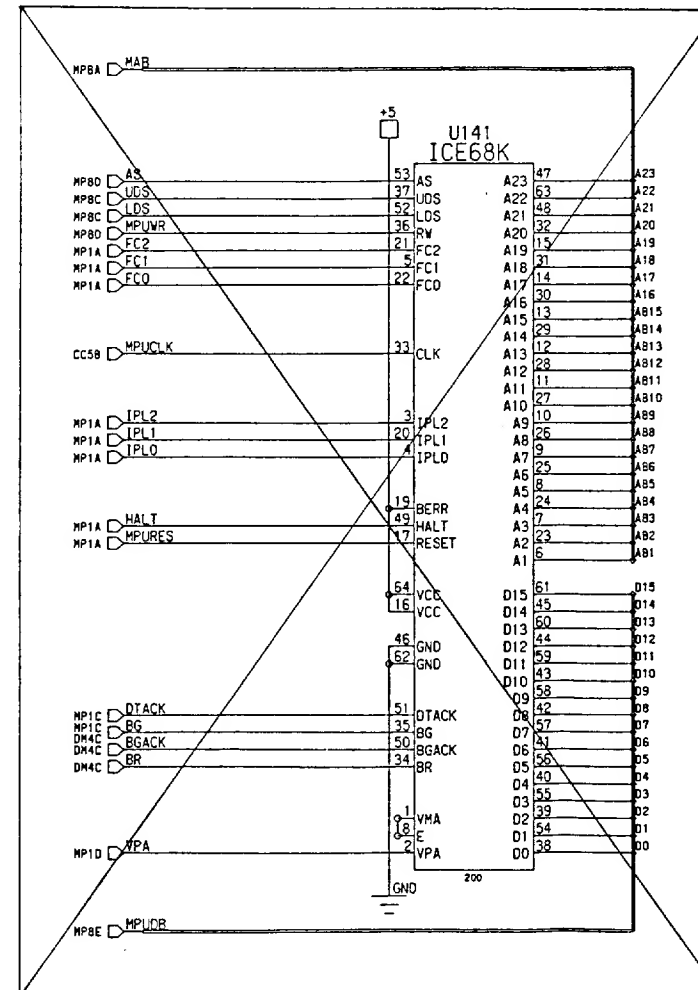 MP8A MAB
+5
U141
ICE68K
MP8D AS 53 AS A23 47 A23
MP8C UDS 37 UDS A22 63 A22
MP8C LDS 52 LDS A21 48 A21
MP8D MPUWR 36 RW A20 32 A20
MP1A FC2 21 FC2 A19 15 A19
MP1A FC1 5 FC1 A18 31 A18
MP1A FC0 22 FC0 A17 14 A17
A16 30 A16
A15 13 AB15
A14 29 AB14
CC5B MPUCLK 33 CLK A13 12 AB13
A12 28 AB12
A11 11 AB11
A10 27 AB10
MP1A IPL2 3 IPL2 A9 10 AB9
MP1A IPL1 20 IPL1 A8 26 AB8
MP1A IPL0 4 IPL0 A7 9 AB7
A6 25 AB6
A5 8 AB5
19 BERR A4 24 AB4
MP1A HALT 49 HALT A3 7 AB3
MP1A MPURES 17 RESET A2 23 AB2
A1 6 AB1
64 VCC D15 61 D15
16 VCC D14 45 D14
D13 60 D13
46 GND D12 44 D12
62 GND D11 59 D11
D10 43 D10
D9 58 D9
MP1C DTACK 51 DTACK D8 42 D8
MP1C BG 35 BG D7 57 D7
DM4C
DM4C BGACK 50 BGACK D6 41 D6
DM4C BR 34 BR D5 56 D5
D4 40 D4
D3 55 D3
1 VMA D2 39 D2
18 E D1 54 D1
MP1D VPA 2 VPA D0 38 D0
200
GND
MP8E MPUDB